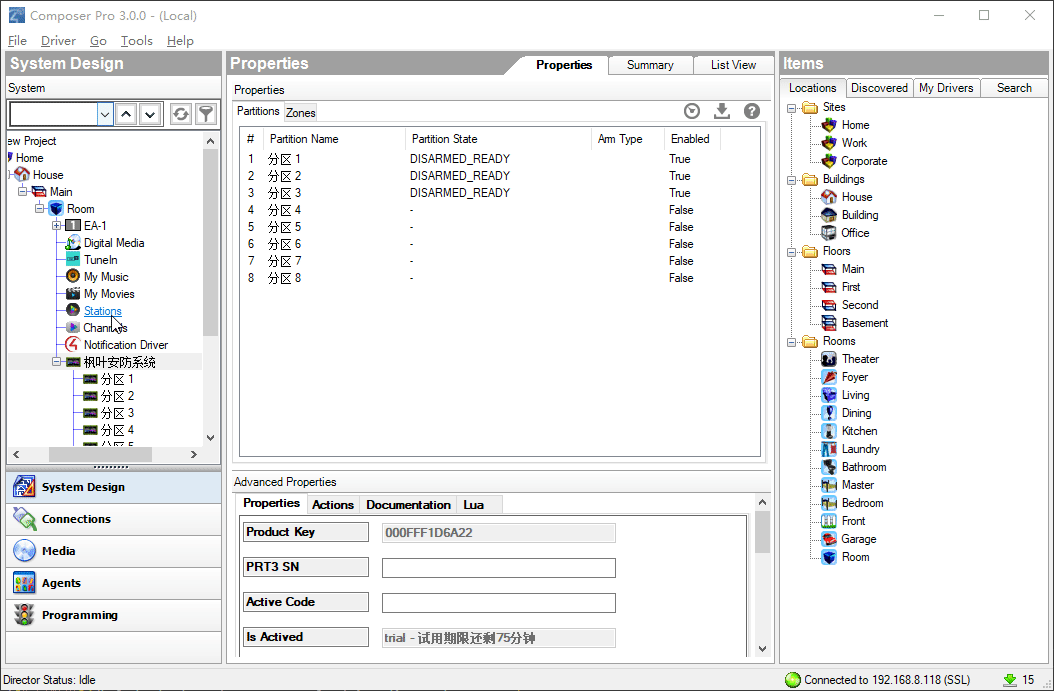 Composer Pro 3.0.0 - (Local)
File Driver Go Tools Help
System Design
System
ew Project
Home
House
Main
Room
EA-1
Digital Media
TuneIn
My Music
My Movies
Stations
Channels
Notification Driver
枫叶安防系统
分区 1
分区 2
分区 3
分区 4
分区 5
System Design
Connections
Media
Agents
Programming
Properties
Properties Summary List View
Properties
Partitions Zones
# Partition Name Partition State Arm Type Enabled
1 分区 1 DISARMED_READY True
2 分区 2 DISARMED_READY True
3 分区 3 DISARMED_READY True
4 分区 4 - False
5 分区 5 - False
6 分区 6 - False
7 分区 7 - False
8 分区 8 - False
Advanced Properties
Properties Actions Documentation Lua
Product Key 000FFF1D6A22
PRT3 SN
Active Code
Is Actived trial - 试用期限还剩75分钟
Items
Locations Discovered My Drivers Search
Sites
Home
Work
Corporate
Buildings
House
Building
Office
Floors
Main
First
Second
Basement
Rooms
Theater
Foyer
Living
Dining
Kitchen
Laundry
Bathroom
Master
Bedroom
Front
Garage
Room
Director Status: Idle
Connected to 192.168.8.118 (SSL) 15